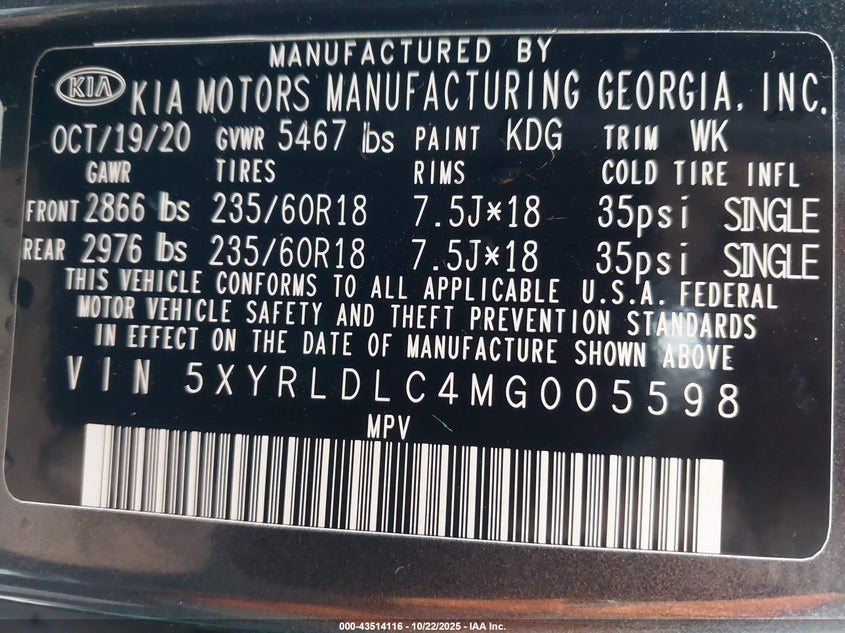 MANUFACTURED BY
KIA KIA MOTORS MANUFACTURING GEORGIA, INC.
OCT/19/20 GVWR 5467 lbs PAINT KDG TRIM WK
GAWR TIRES RIMS COLD TIRE INFL
FRONT 2866 lbs 235/60R18 7.5J*18 35psi SINGLE
REAR 2976 lbs 235/60R18 7.5J*18 35psi SINGLE
THIS VEHICLE CONFORMS TO ALL APPLICABLE U.S.A. FEDERAL
MOTOR VEHICLE SAFETY AND THEFT PREVENTION STANDARDS
IN EFFECT ON THE DATE OF MANUFACTURE SHOWN ABOVE
VIN 5XYRLDLC4MG005598
MPV
000-43514116 - 10/22/2025 - IAA Inc.